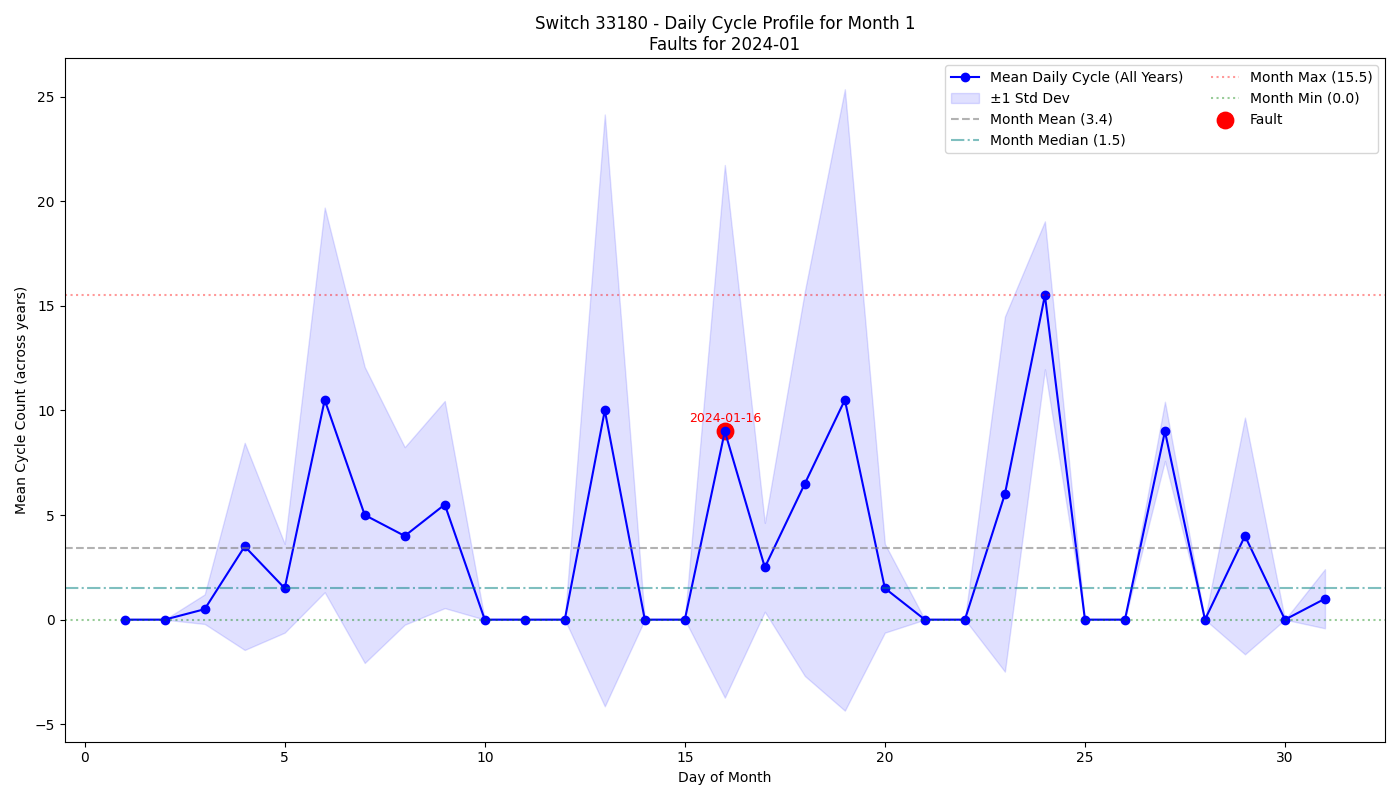 Switch 33180 - Daily Cycle Profile for Month 1
Faults for 2024-01
Mean Daily Cycle (All Years)
±1 Std Dev
Month Mean (3.4)
Month Median (1.5)
Month Max (15.5)
Month Min (0.0)
Fault
Mean Cycle Count (across years)
25
20
15
10
5
0
−5
2024-01-16
0
5
10
15
20
25
30
Day of Month